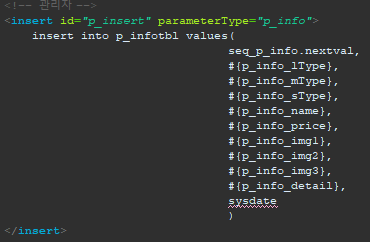 <!-- 관리자 -->
<insert id="p_insert" parameterType="p_info">
insert into p_infotbl values(
seq_p_info.nextval,
#{p_info_lType},
#{p_info_mType},
#{p_info_sType},
#{p_info_name},
#{p_info_price},
#{p_info_img1},
#{p_info_img2},
#{p_info_img3},
#{p_info_detail},
sysdate
)
</insert>